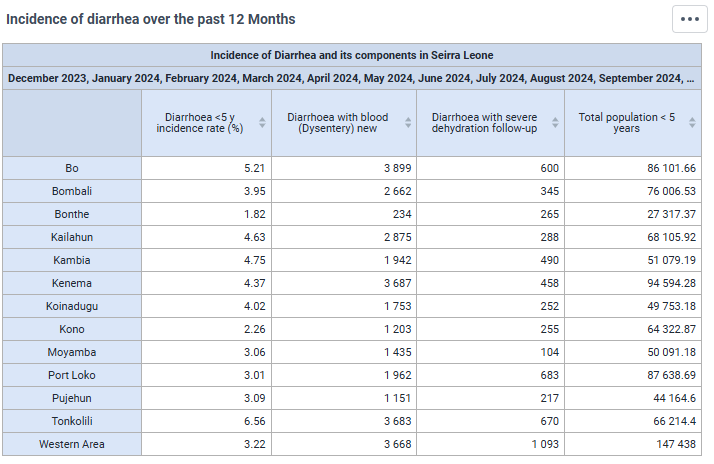 Incidence of diarrhea over the past 12 Months
Incidence of Diarrhea and its components in Seirra Leone
December 2023, January 2024, February 2024, March 2024, April 2024, May 2024, June 2024, July 2024, August 2024, September 2024, ...
Diarrhoea <5 y incidence rate (%) Diarrhoea with blood (Dysentery) new Diarrhoea with severe dehydration follow-up Total population < 5 years
Bo 5.21 3 899 600 86 101.66
Bombali 3.95 2 662 345 76 006.53
Bonthe 1.82 234 265 27 317.37
Kailahun 4.63 2 875 288 68 105.92
Kambia 4.75 1 942 490 51 079.19
Kenema 4.37 3 687 458 94 594.28
Koinadugu 4.02 1 753 252 49 753.18
Kono 2.26 1 203 255 64 322.87
Moyamba 3.06 1 435 104 50 091.18
Port Loko 3.01 1 962 683 87 638.69
Pujehun 3.09 1 151 217 44 164.6
Tonkolili 6.56 3 683 670 66 214.4
Western Area 3.22 3 668 1 093 147 438